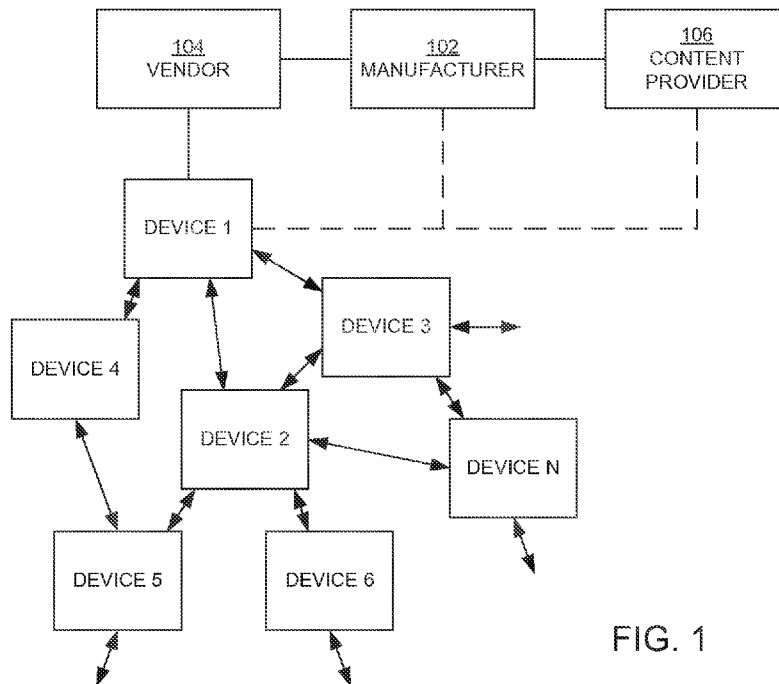 104
VENDOR
102
MANUFACTURER
106
CONTENT
PROVIDER
DEVICE 1
DEVICE 3
DEVICE 4
DEVICE 2
DEVICE N
DEVICE 5
DEVICE 6
FIG. 1